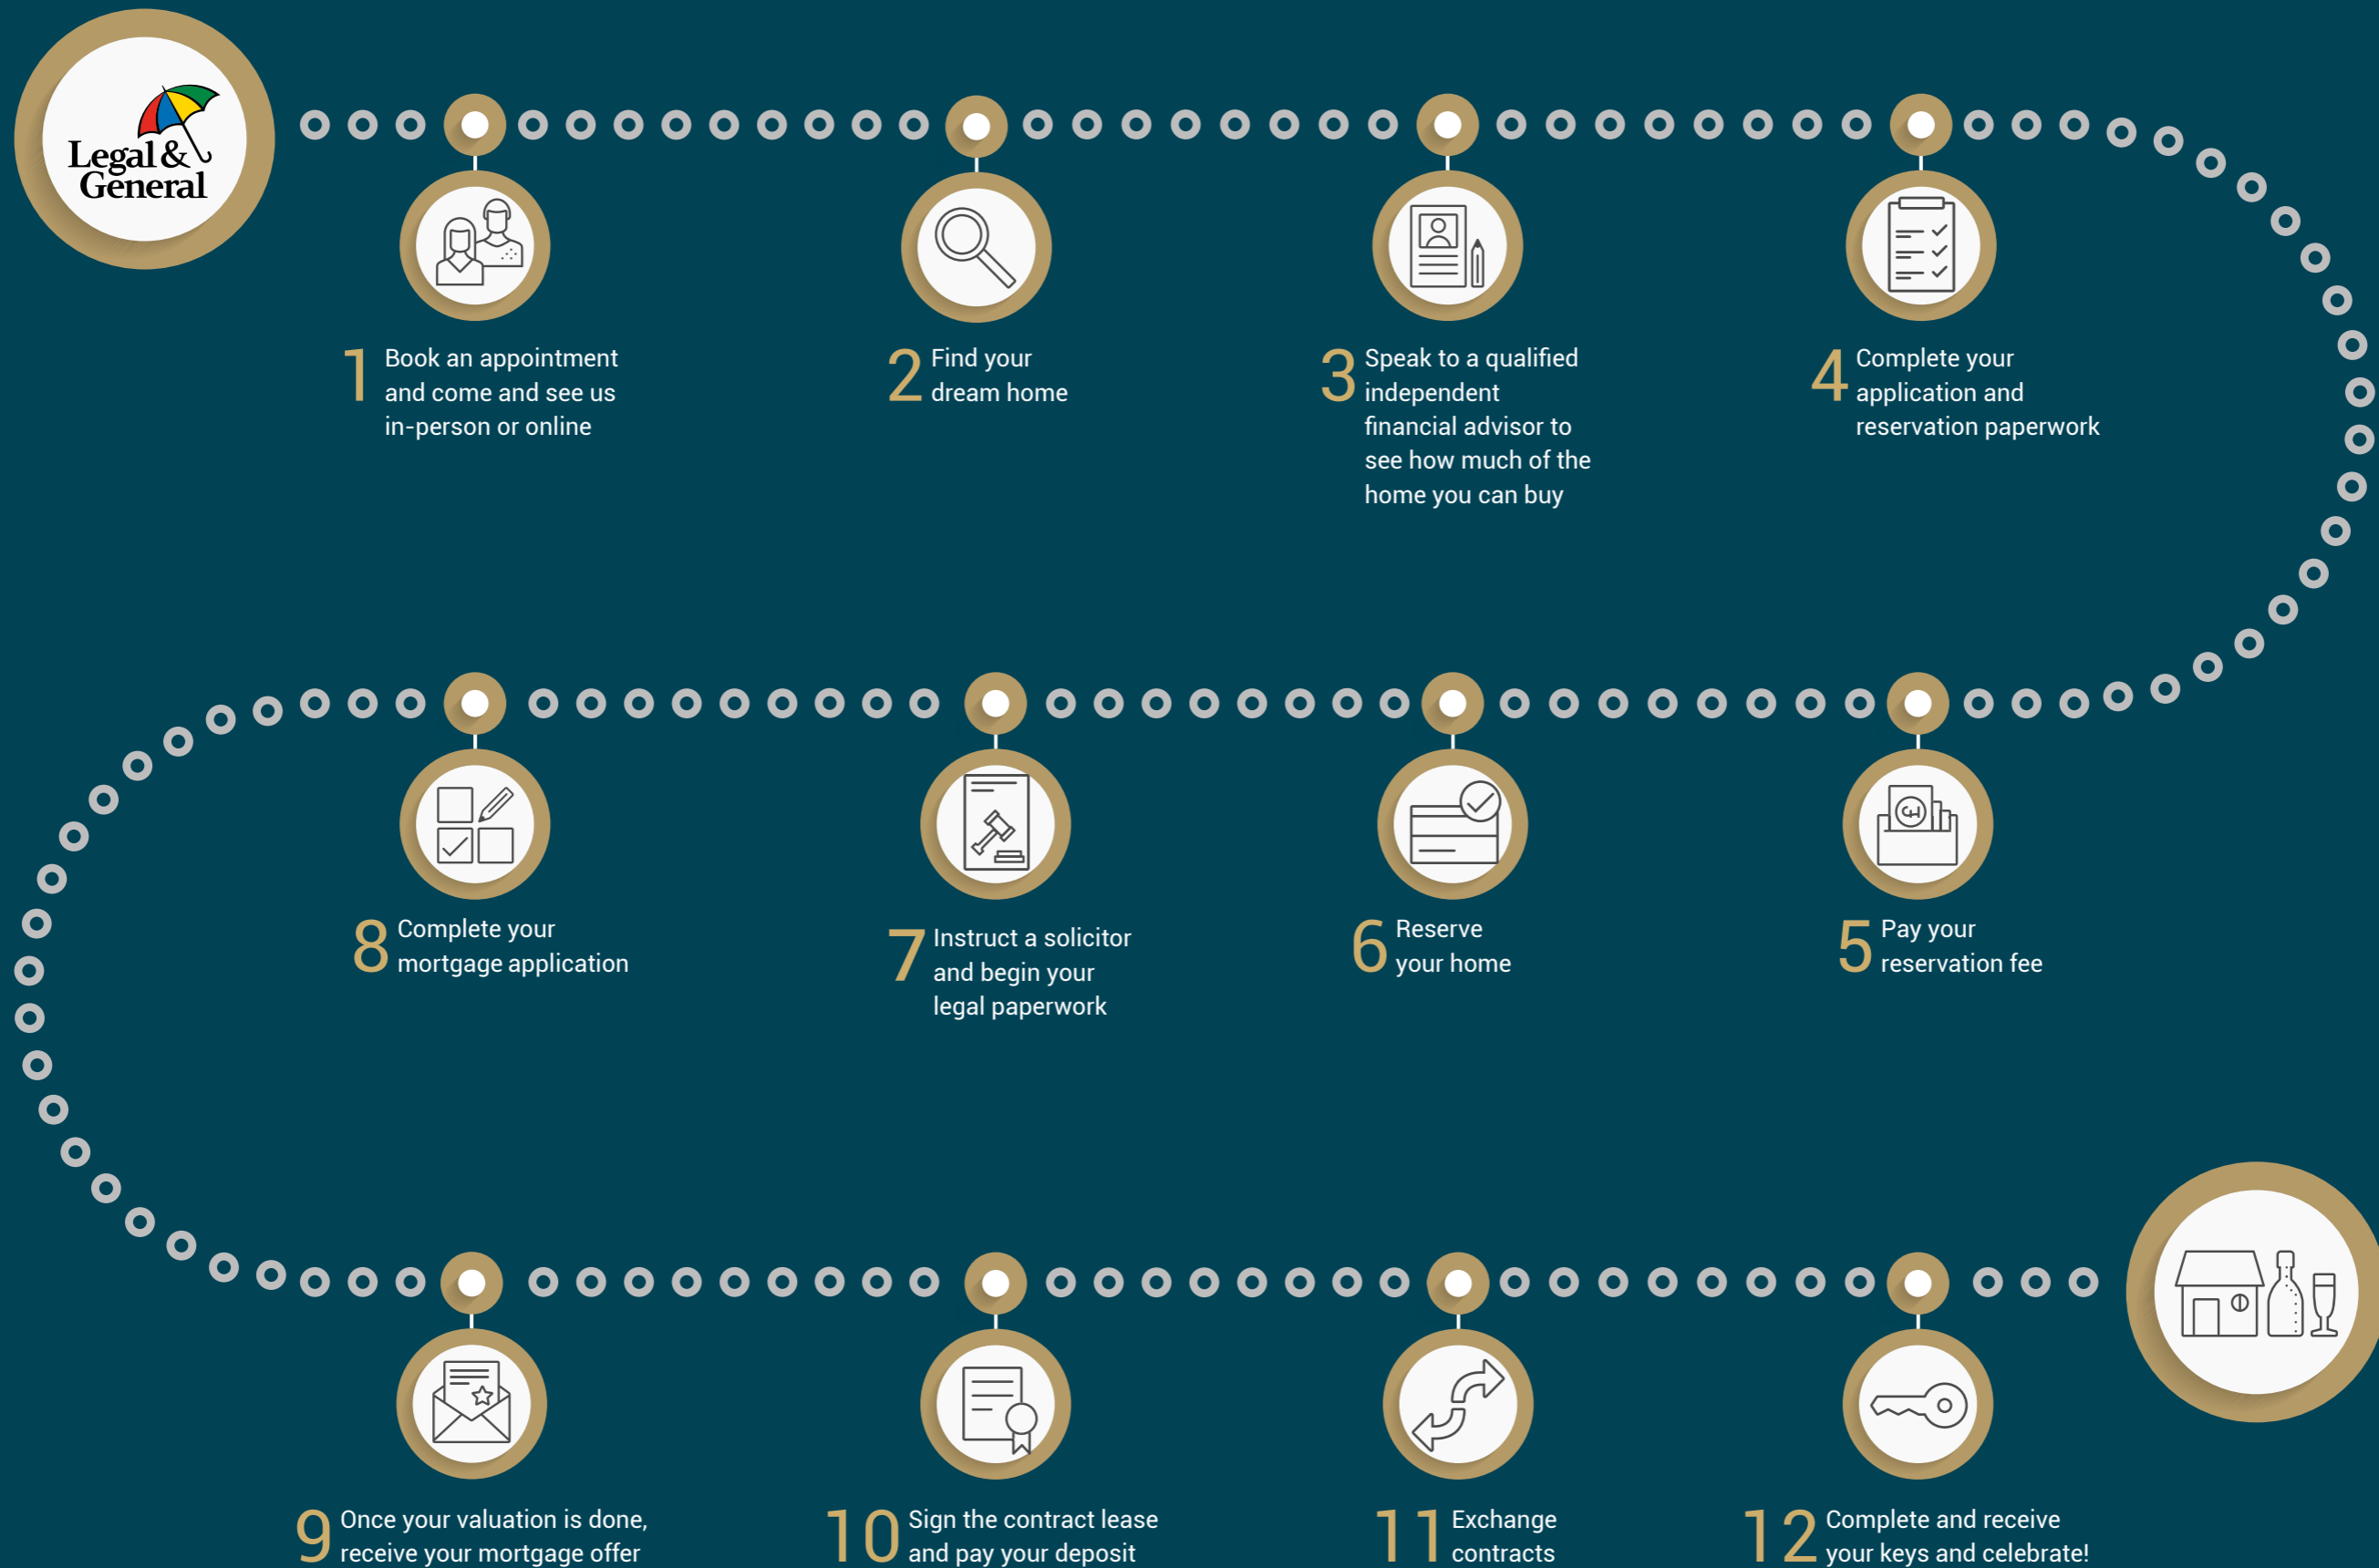 Legal &
General
1 Book an appointment
and come and see us
in-person or online
2 Find your
dream home
3 Speak to a qualified
independent
financial advisor to
see how much of the
home you can buy
4 Complete your
application and
reservation paperwork
5 Pay your
reservation fee
6 Reserve
your home
7 Instruct a solicitor
and begin your
legal paperwork
8 Complete your
mortgage application
9 Once your valuation is done,
receive your mortgage offer
10 Sign the contract lease
and pay your deposit
11 Exchange
contracts
12 Complete and receive
your keys and celebrate!